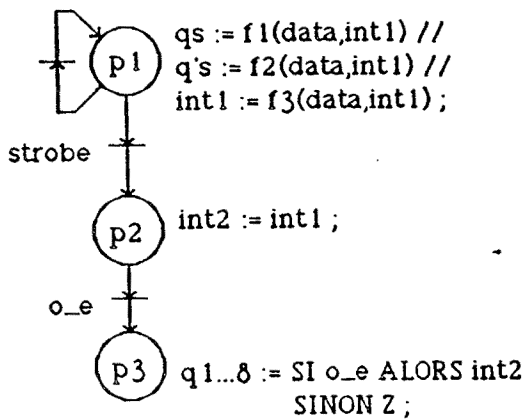 p1
qs := f1(data,int1) //
q's := f2(data,int1) //
int1 := f3(data,int1) ;
strobe
p2
int2 := int1 ;
o_e
p3
q1...8 := SI o_e ALORS int2
SINON Z ;